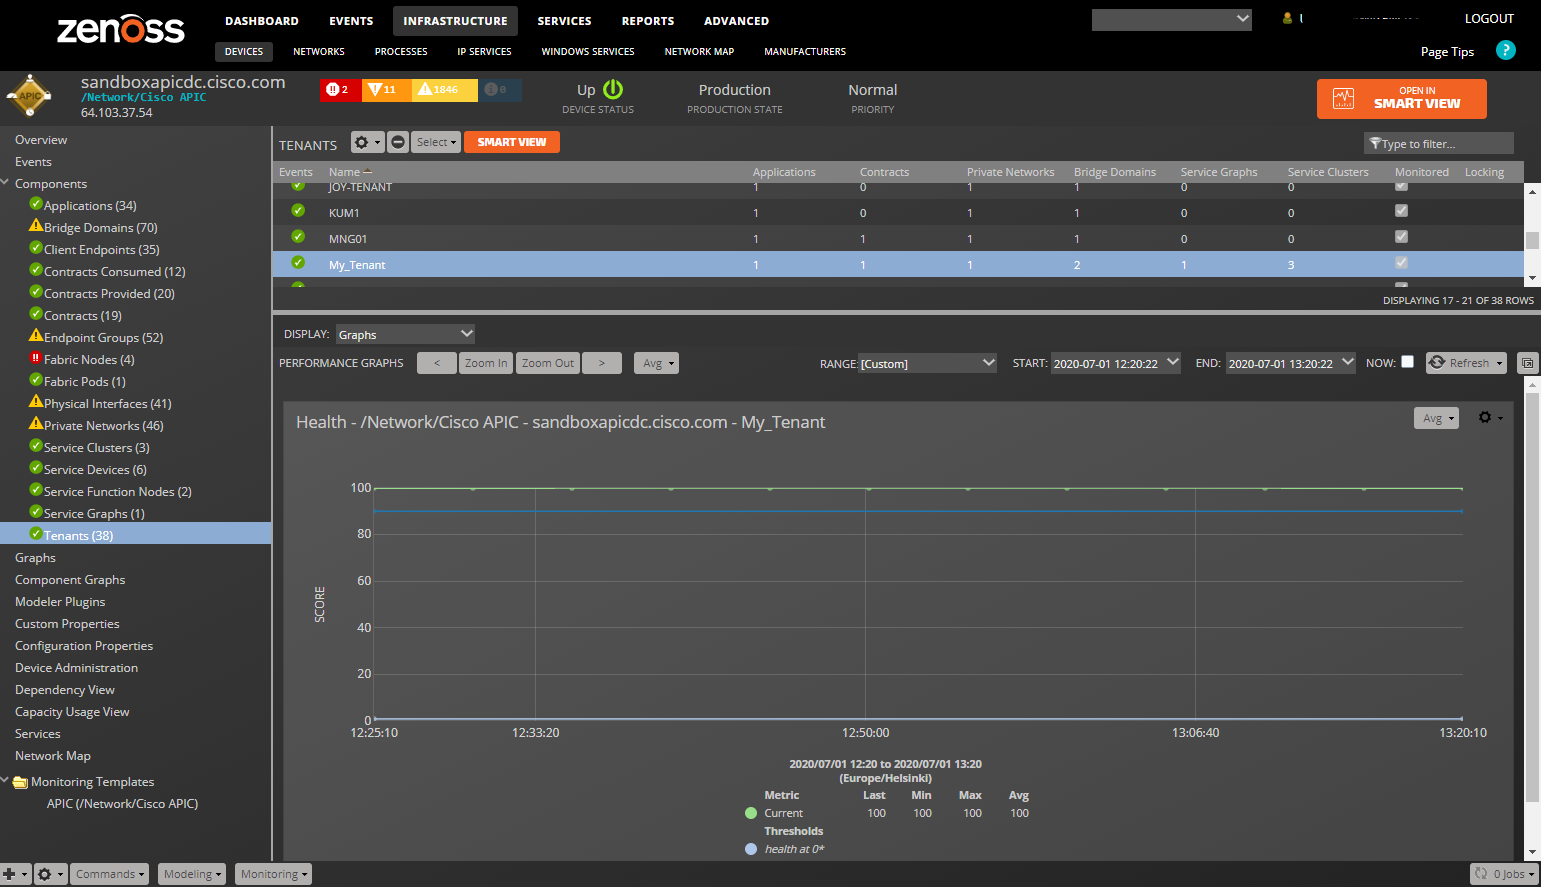 zenoss
DASHBOARD EVENTS INFRASTRUCTURE SERVICES REPORTS ADVANCED
LOGOUT
DEVICES NETWORKS PROCESSES IP SERVICES WINDOWS SERVICES NETWORK MAP MANUFACTURERS
Page Tips ?
APIC
sandboxapicdc.cisco.com
/Network/Cisco APIC
64.103.37.54
2 11 1846 0
Up
DEVICE STATUS
Production
PRODUCTION STATE
Normal
PRIORITY
OPEN IN
SMART VIEW
Overview
Events
Components
Applications (34)
Bridge Domains (70)
Client Endpoints (35)
Contracts Consumed (12)
Contracts Provided (20)
Contracts (19)
Endpoint Groups (52)
Fabric Nodes (4)
Fabric Pods (1)
Physical Interfaces (41)
Private Networks (46)
Service Clusters (3)
Service Devices (6)
Service Function Nodes (2)
Service Graphs (1)
Tenants (38)
Graphs
Component Graphs
Modeler Plugins
Custom Properties
Configuration Properties
Device Administration
Dependency View
Capacity Usage View
Services
Network Map
Monitoring Templates
APIC (/Network/Cisco APIC)
TENANTS Select SMART VIEW Type to filter...
Events Name Applications Contracts Private Networks Bridge Domains Service Graphs Service Clusters Monitored Locking
JOY-TENANT 1 0 1 1 0 0
KUM1 1 0 1 1 0 0
MNG01 1 1 1 1 0 0
My_Tenant 1 1 1 2 1 3
DISPLAYING 17 - 21 OF 38 ROWS
DISPLAY: Graphs
PERFORMANCE GRAPHS < Zoom In Zoom Out > Avg RANGE: [Custom] START: 2020-07-01 12:20:22 END: 2020-07-01 13:20:22 NOW: Refresh
Health - /Network/Cisco APIC - sandboxapicdc.cisco.com - My_Tenant Avg
SCORE
100
80
60
40
20
0
12:25:10 12:33:20 12:50:00 13:06:40 13:20:10
2020/07/01 12:20 to 2020/07/01 13:20
(Europe/Helsinki)
Metric Last Min Max Avg
Current 100 100 100 100
Thresholds
health at 0*
Commands Modeling Monitoring 0 Jobs